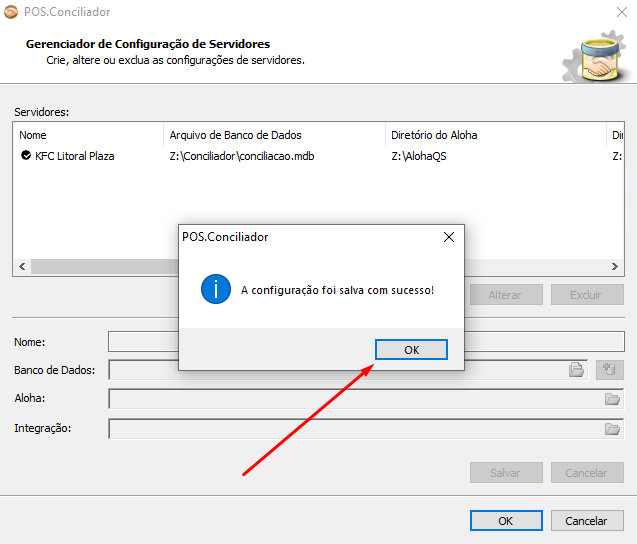 POS.Conciliador
Gerenciador de Configuração de Servidores
Crie, altere ou exclua as configurações de servidores.
Servidores:
Nome Arquivo de Banco de Dados Diretório do Aloha Dir
KFC Litoral Plaza Z:\Conciliador\conciliacao.mdb Z:\AlohaQS Z:
POS.Conciliador
A configuração foi salva com sucesso!
OK
Alterar Excluir
Nome:
Banco de Dados:
Aloha:
Integração:
Salvar Cancelar
OK Cancelar